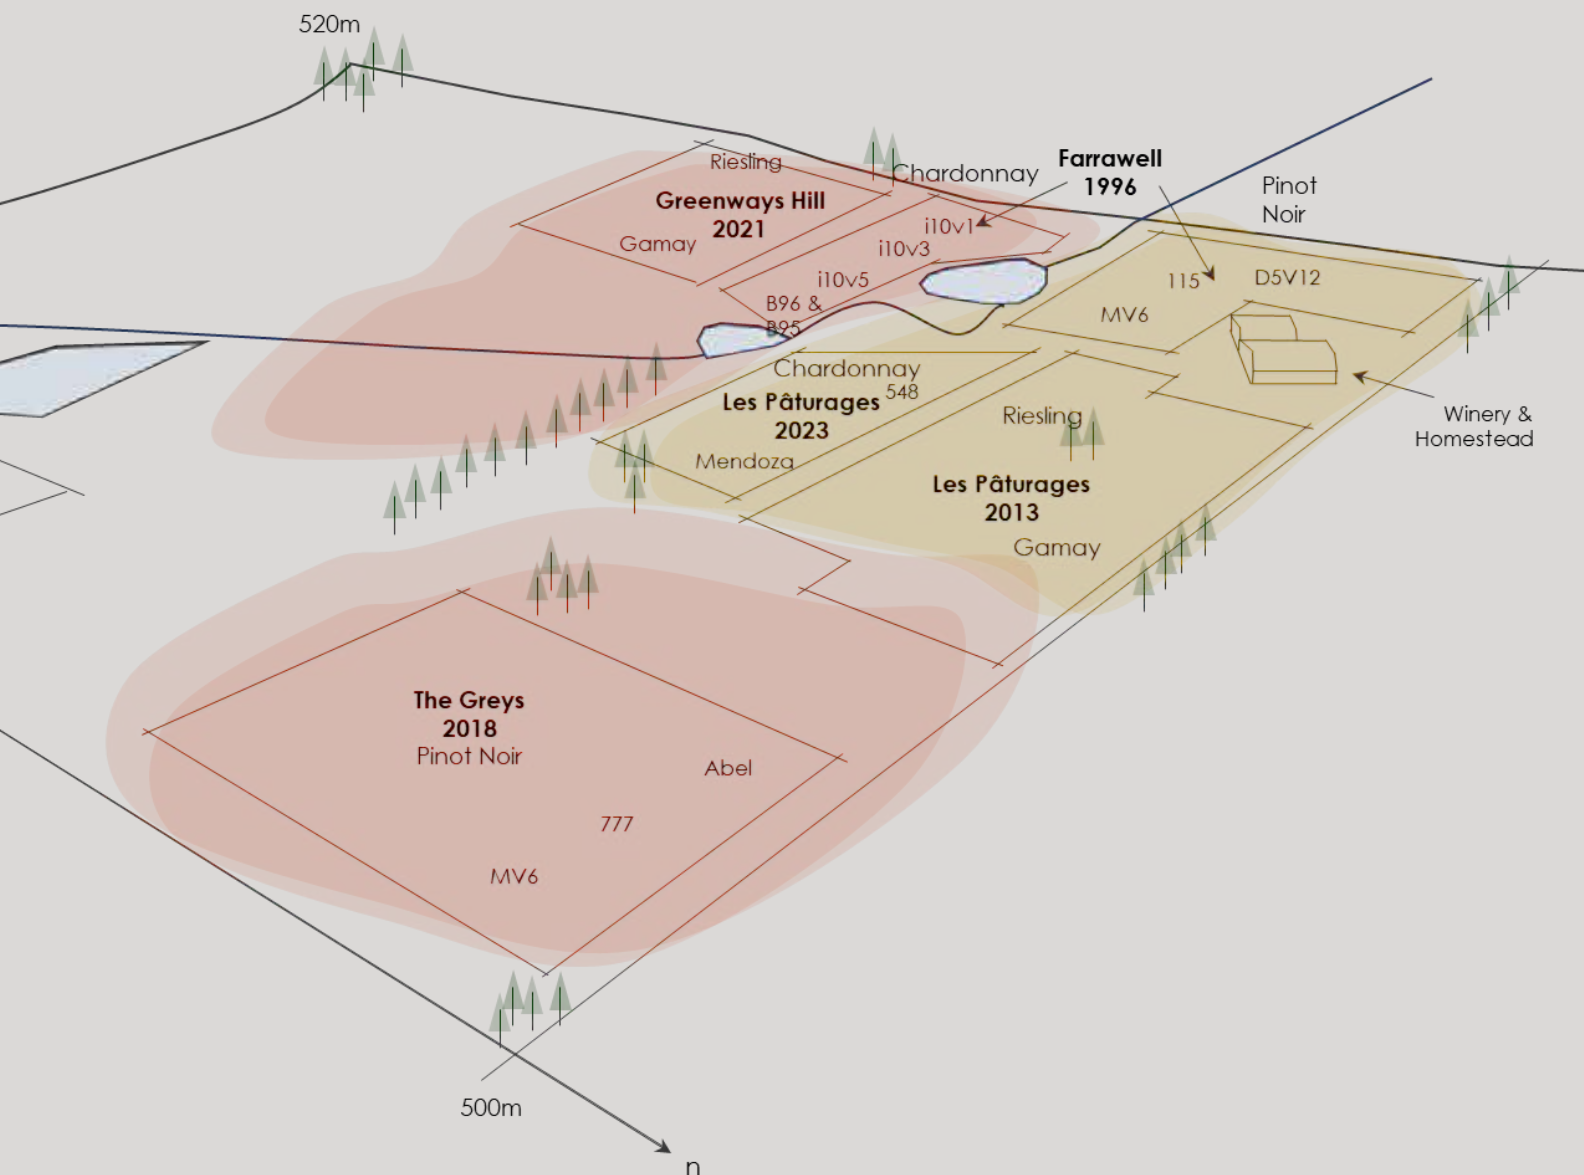 520m
Riesling
Greenways Hill
2021
Gamay
Chardonnay
Farrawell
1996
i10v1
i10v3
i10v5
B96 &
B95
Pinot
Noir
115
D5V12
MV6
Winery &
Homestead
Chardonnay
548
Les Pâturages
2023
Mendoza
Riesling
Les Pâturages
2013
Gamay
The Greys
2018
Pinot Noir
Abel
777
MV6
500m
n